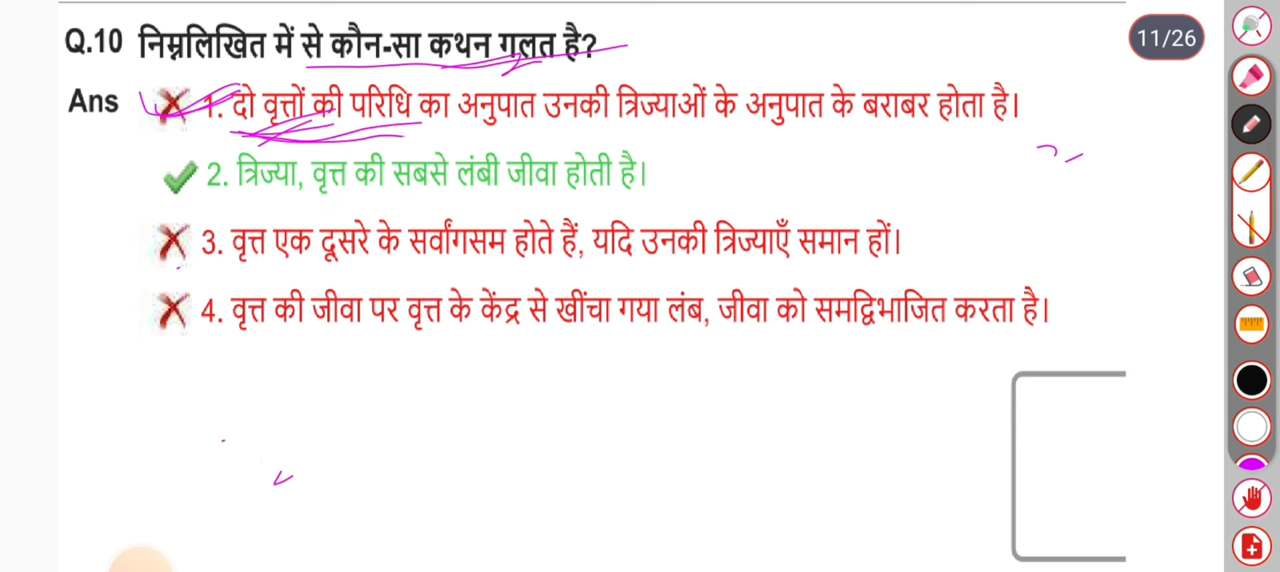 Q.10 निम्नलिखित में से कौन-सा कथन गलत है?
11/26
Ans 1. दो वृत्तों की परिधि का अनुपात उनकी त्रिज्याओं के अनुपात के बराबर होता है।
2. त्रिज्या, वृत्त की सबसे लंबी जीवा होती है।
3. वृत्त एक दूसरे के सर्वांगसम होते हैं, यदि उनकी त्रिज्याएँ समान हों।
4. वृत्त की जीवा पर वृत्त के केंद्र से खींचा गया लंब, जीवा को समद्विभाजित करता है।